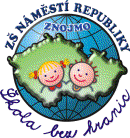 ZŠ NÁMĚSTÍ REPUBLIKY
ZNOJMO
Škola bez hranic